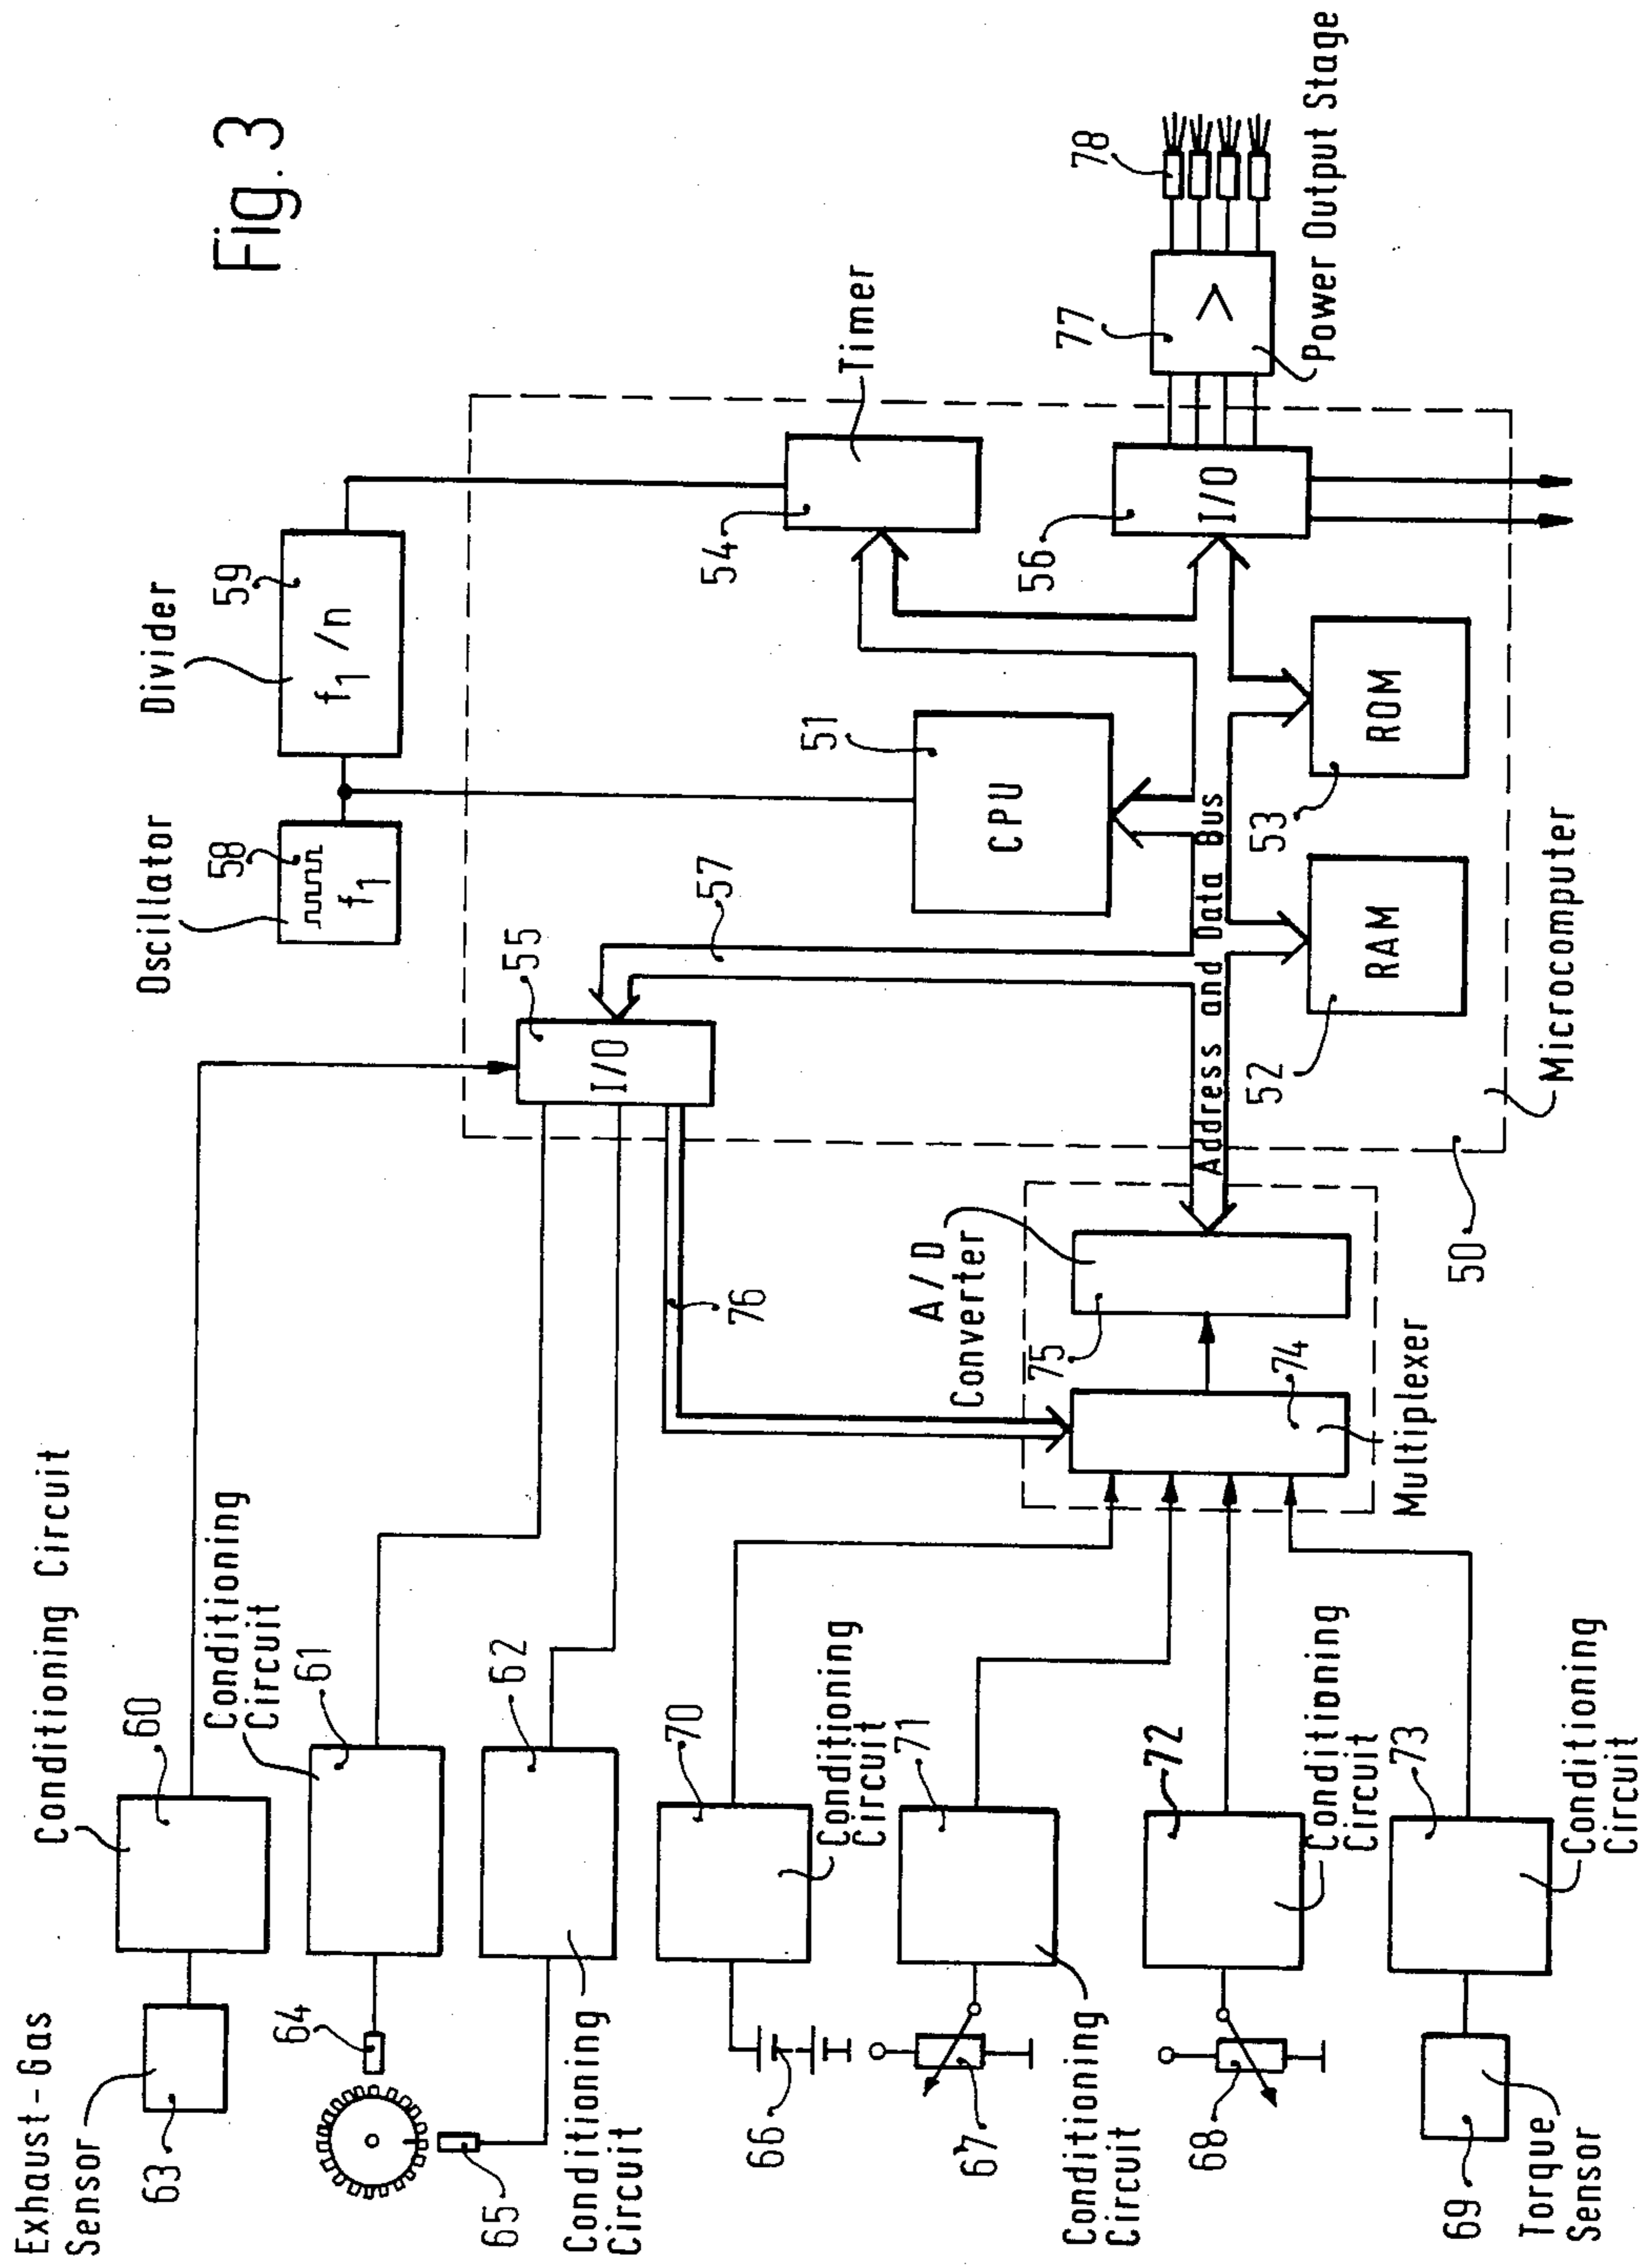 Fig. 3
Exhaust-Gas
Sensor
63
Conditioning Circuit
60
Conditioning
Circuit
61
64
65
62
Conditioning
Circuit
66
70
Conditioning
Circuit
67
71
Conditioning
Circuit
68
72
Conditioning
Circuit
69
Torque
Sensor
73
Conditioning
Circuit
Oscillator
58
f1
Divider
59
f1/n
55
I/O
57
76
51
CPU
54
Timer
56
I/O
77
>
Power Output Stage
78
Address and Data Bus
A/D
Converter
75
74
Multiplexer
52
RAM
53
ROM
50
Microcomputer